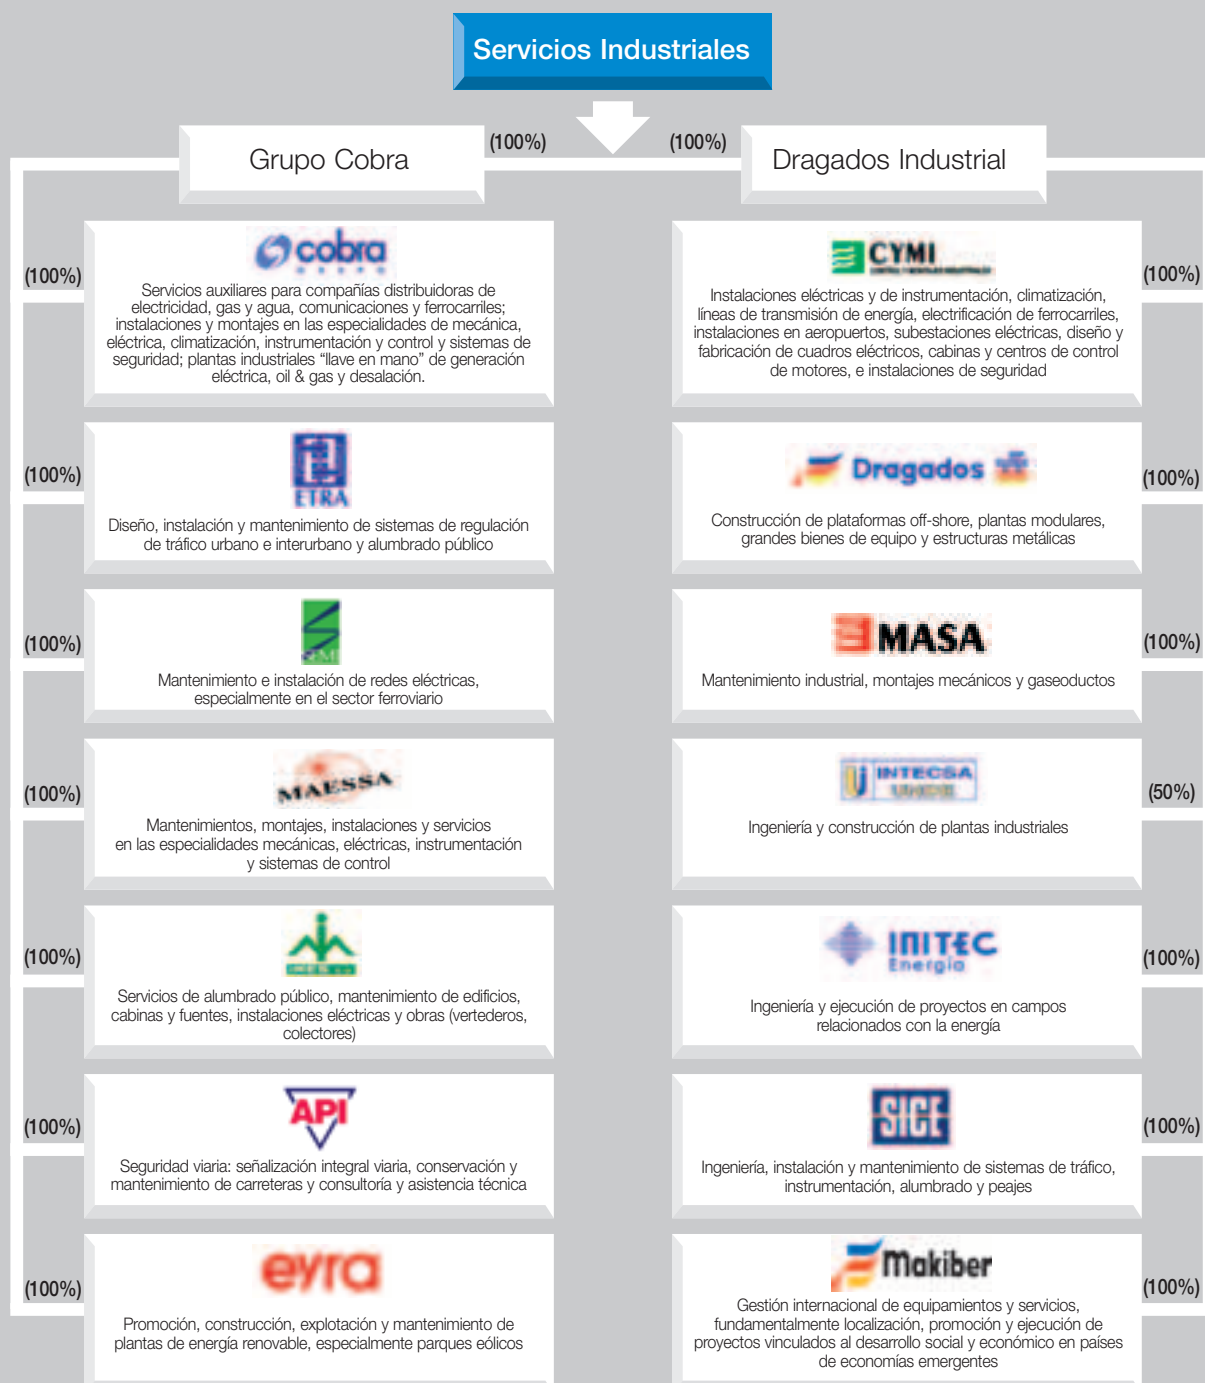 Servicios Industriales
(100%)
(100%)
Grupo Cobra
Dragados Industrial
(100%)
cobra
GRUPO
Servicios auxiliares para compañías distribuidoras de
electricidad, gas y agua, comunicaciones y ferrocarriles;
instalaciones y montajes en las especialidades de mecánica,
eléctrica, climatización, instrumentación y control y sistemas de
seguridad; plantas industriales “llave en mano” de generación
eléctrica, oil & gas y desalación.
(100%)
ETRA
Diseño, instalación y mantenimiento de sistemas de regulación
de tráfico urbano e interurbano y alumbrado público
(100%)
Mantenimiento e instalación de redes eléctricas,
especialmente en el sector ferroviario
(100%)
MAESSA
Mantenimientos, montajes, instalaciones y servicios
en las especialidades mecánicas, eléctricas, instrumentación
y sistemas de control
(100%)
Servicios de alumbrado público, mantenimiento de edificios,
cabinas y fuentes, instalaciones eléctricas y obras (vertederos,
colectores)
(100%)
API
Seguridad viaria: señalización integral viaria, conservación y
mantenimiento de carreteras y consultoría y asistencia técnica
(100%)
eyra
Promoción, construcción, explotación y mantenimiento de
plantas de energía renovable, especialmente parques eólicos
CYMI
CONTROL Y MONTAJES INDUSTRIALES
(100%)
Instalaciones eléctricas y de instrumentación, climatización,
líneas de transmisión de energía, electrificación de ferrocarriles,
instalaciones en aeropuertos, subestaciones eléctricas, diseño y
fabricación de cuadros eléctricos, cabinas y centros de control
de motores, e instalaciones de seguridad
Dragados
(100%)
Construcción de plataformas off-shore, plantas modulares,
grandes bienes de equipo y estructuras metálicas
MASA
(100%)
Mantenimiento industrial, montajes mecánicos y gaseoductos
INTECSA
(50%)
Ingeniería y construcción de plantas industriales
INITEC
Energía
(100%)
Ingeniería y ejecución de proyectos en campos
relacionados con la energía
SICE
(100%)
Ingeniería, instalación y mantenimiento de sistemas de tráfico,
instrumentación, alumbrado y peajes
Makiber
(100%)
Gestión internacional de equipamientos y servicios,
fundamentalmente localización, promoción y ejecución de
proyectos vinculados al desarrollo social y económico en países
de economías emergentes